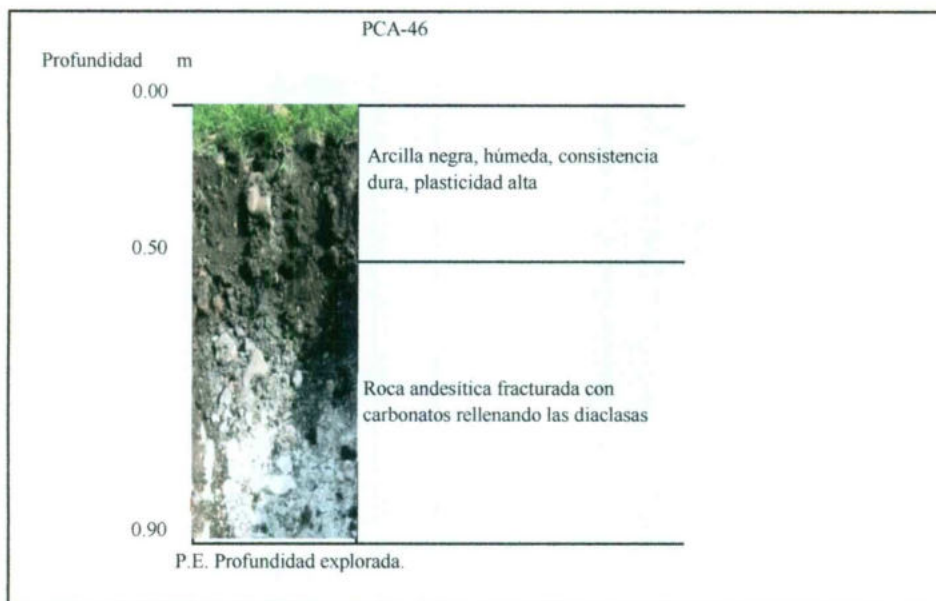 PCA-46
Profundidad m
0.00
Arcilla negra, húmeda, consistencia
dura, plasticidad alta
0.50
Roca andesítica fracturada con
carbonatos rellenando las diaclasas
0.90
P.E. Profundidad explorada.